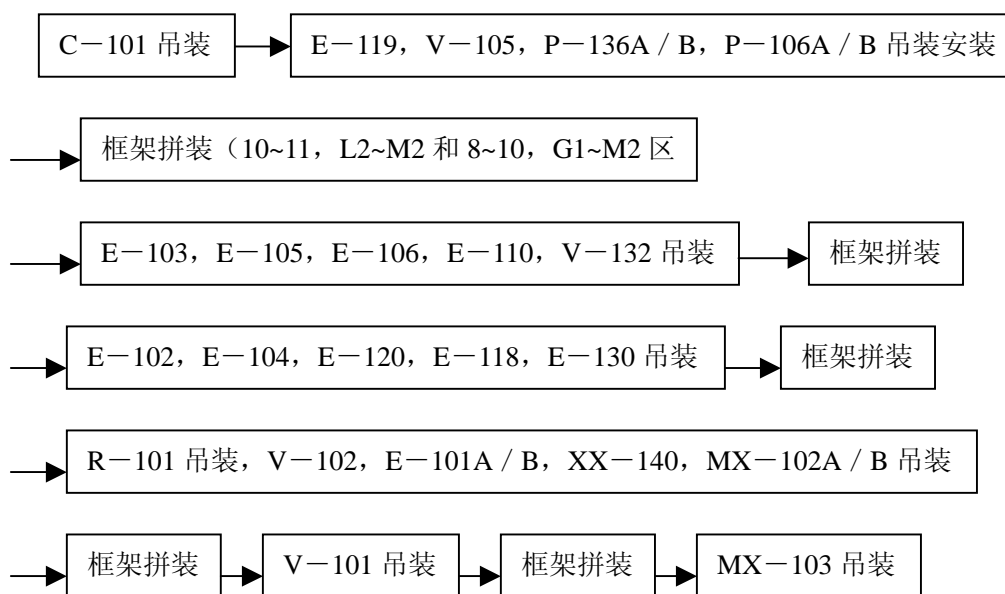 C－101 吊装 E－119，V－105，P－136A／B，P－106A／B 吊装安装
框架拼装（10~11，L2~M2 和 8~10，G1~M2 区
E－103，E－105，E－106，E－110，V－132 吊装 框架拼装
E－102，E－104，E－120，E－118，E－130 吊装 框架拼装
R－101 吊装，V－102，E－101A／B，XX－140，MX－102A／B 吊装
框架拼装 V－101 吊装 框架拼装 MX－103 吊装